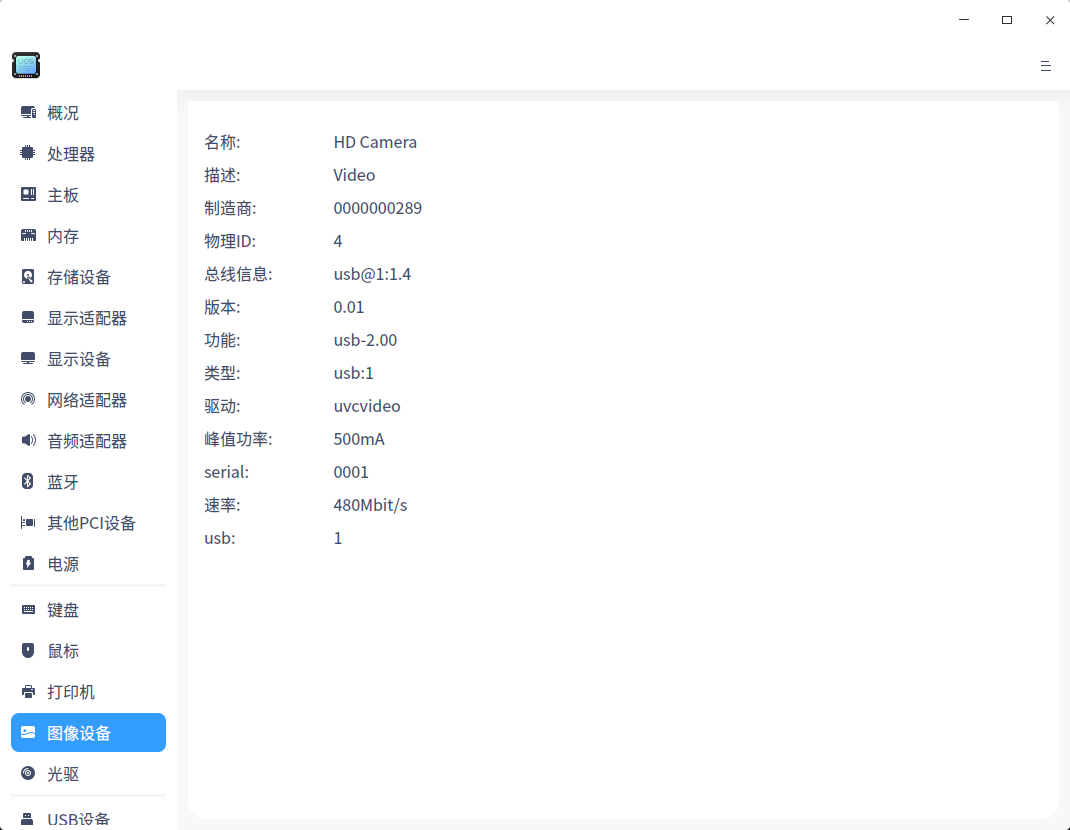 UOS
概况
处理器
主板
内存
存储设备
显示适配器
显示设备
网络适配器
音频适配器
蓝牙
其他PCI设备
电源
键盘
鼠标
打印机
图像设备
光驱
USB设备
名称: HD Camera
描述: Video
制造商: 0000000289
物理ID: 4
总线信息: usb@1:1.4
版本: 0.01
功能: usb-2.00
类型: usb:1
驱动: uvcvideo
峰值功率: 500mA
serial: 0001
速率: 480Mbit/s
usb: 1